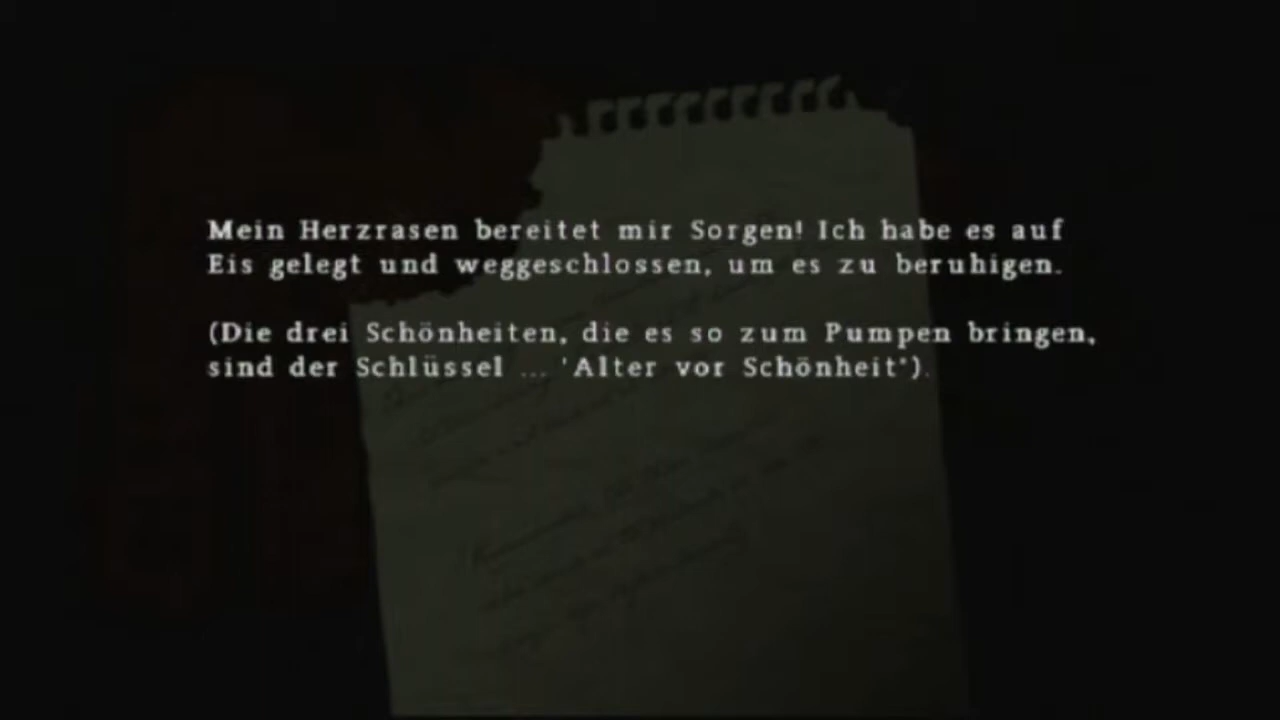 Mein Herzrasen bereitet mir Sorgen! Ich habe es auf
Eis gelegt und weggeschlossen, um es zu beruhigen.
(Die drei Schönheiten, die es so zum Pumpen bringen,
sind der Schlüssel ... 'Alter vor Schönheit").